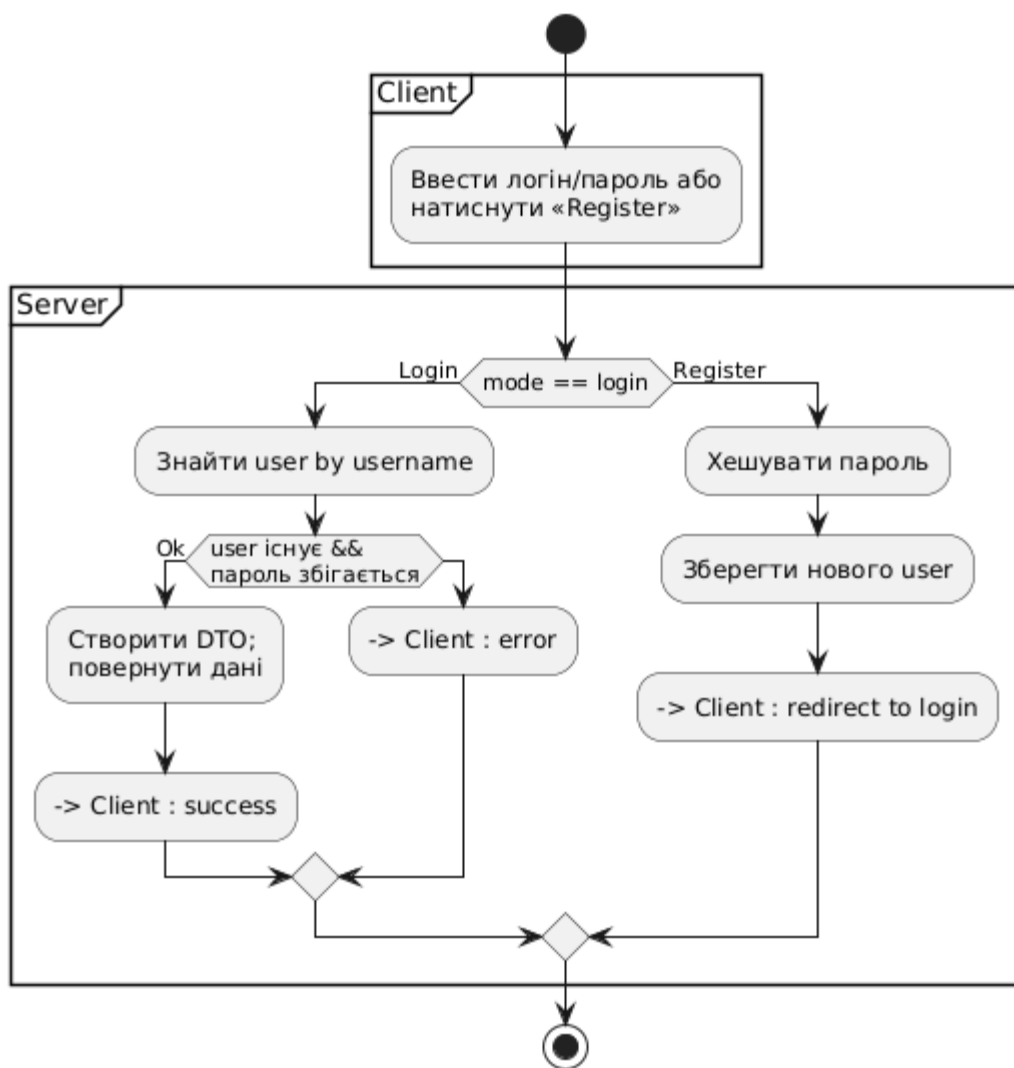 Client
Ввести логін/пароль або
натиснути «Register»
Server
Login
mode == login
Register
Знайти user by username
Хешувати пароль
Ok
user існує &&
пароль збігається
Зберегти нового user
Створити DTO;
повернути дані
-> Client : error
-> Client : redirect to login
-> Client : success